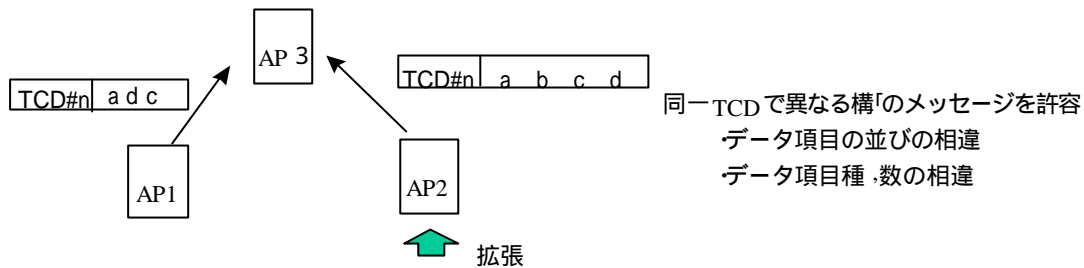 AP 3
TCD#n a d c
TCD#n a b c d
同一TCDで異なる構｢のメッセージを許容
･データ項目の並びの相違
･データ項目種,数の相違
AP1
AP2
拡張